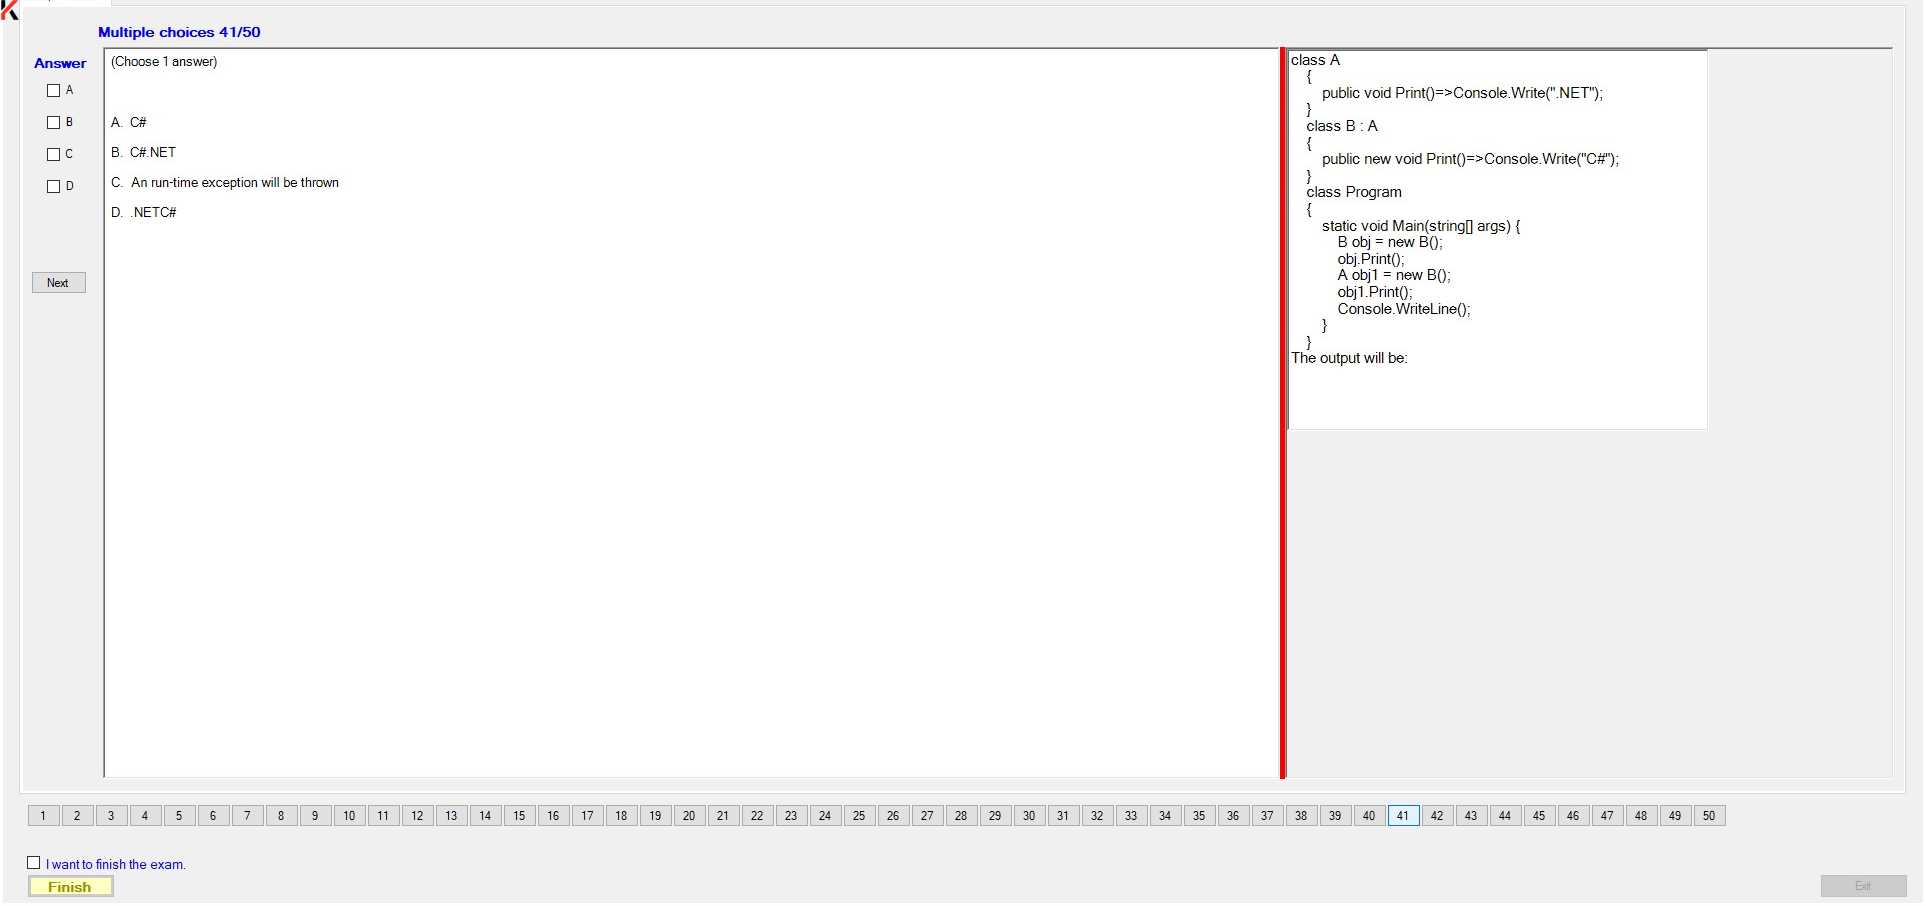 Multiple choices 41/50
Answer
A
B
C
D
Next
(Choose 1 answer)
A. C#
B. C#.NET
C. An run-time exception will be thrown
D. .NETC#
class A
{
public void Print()=>Console.Write(".NET");
}
class B : A
{
public new void Print()=>Console.Write("C#");
}
class Program
{
static void Main(string[] args) {
B obj = new B();
obj.Print();
A obj1 = new B();
obj1.Print();
Console.WriteLine();
}
}
The output will be:
1 2 3 4 5 6 7 8 9 10 11 12 13 14 15 16 17 18 19 20 21 22 23 24 25 26 27 28 29 30 31 32 33 34 35 36 37 38 39 40 41 42 43 44 45 46 47 48 49 50
I want to finish the exam.
Finish
Exit